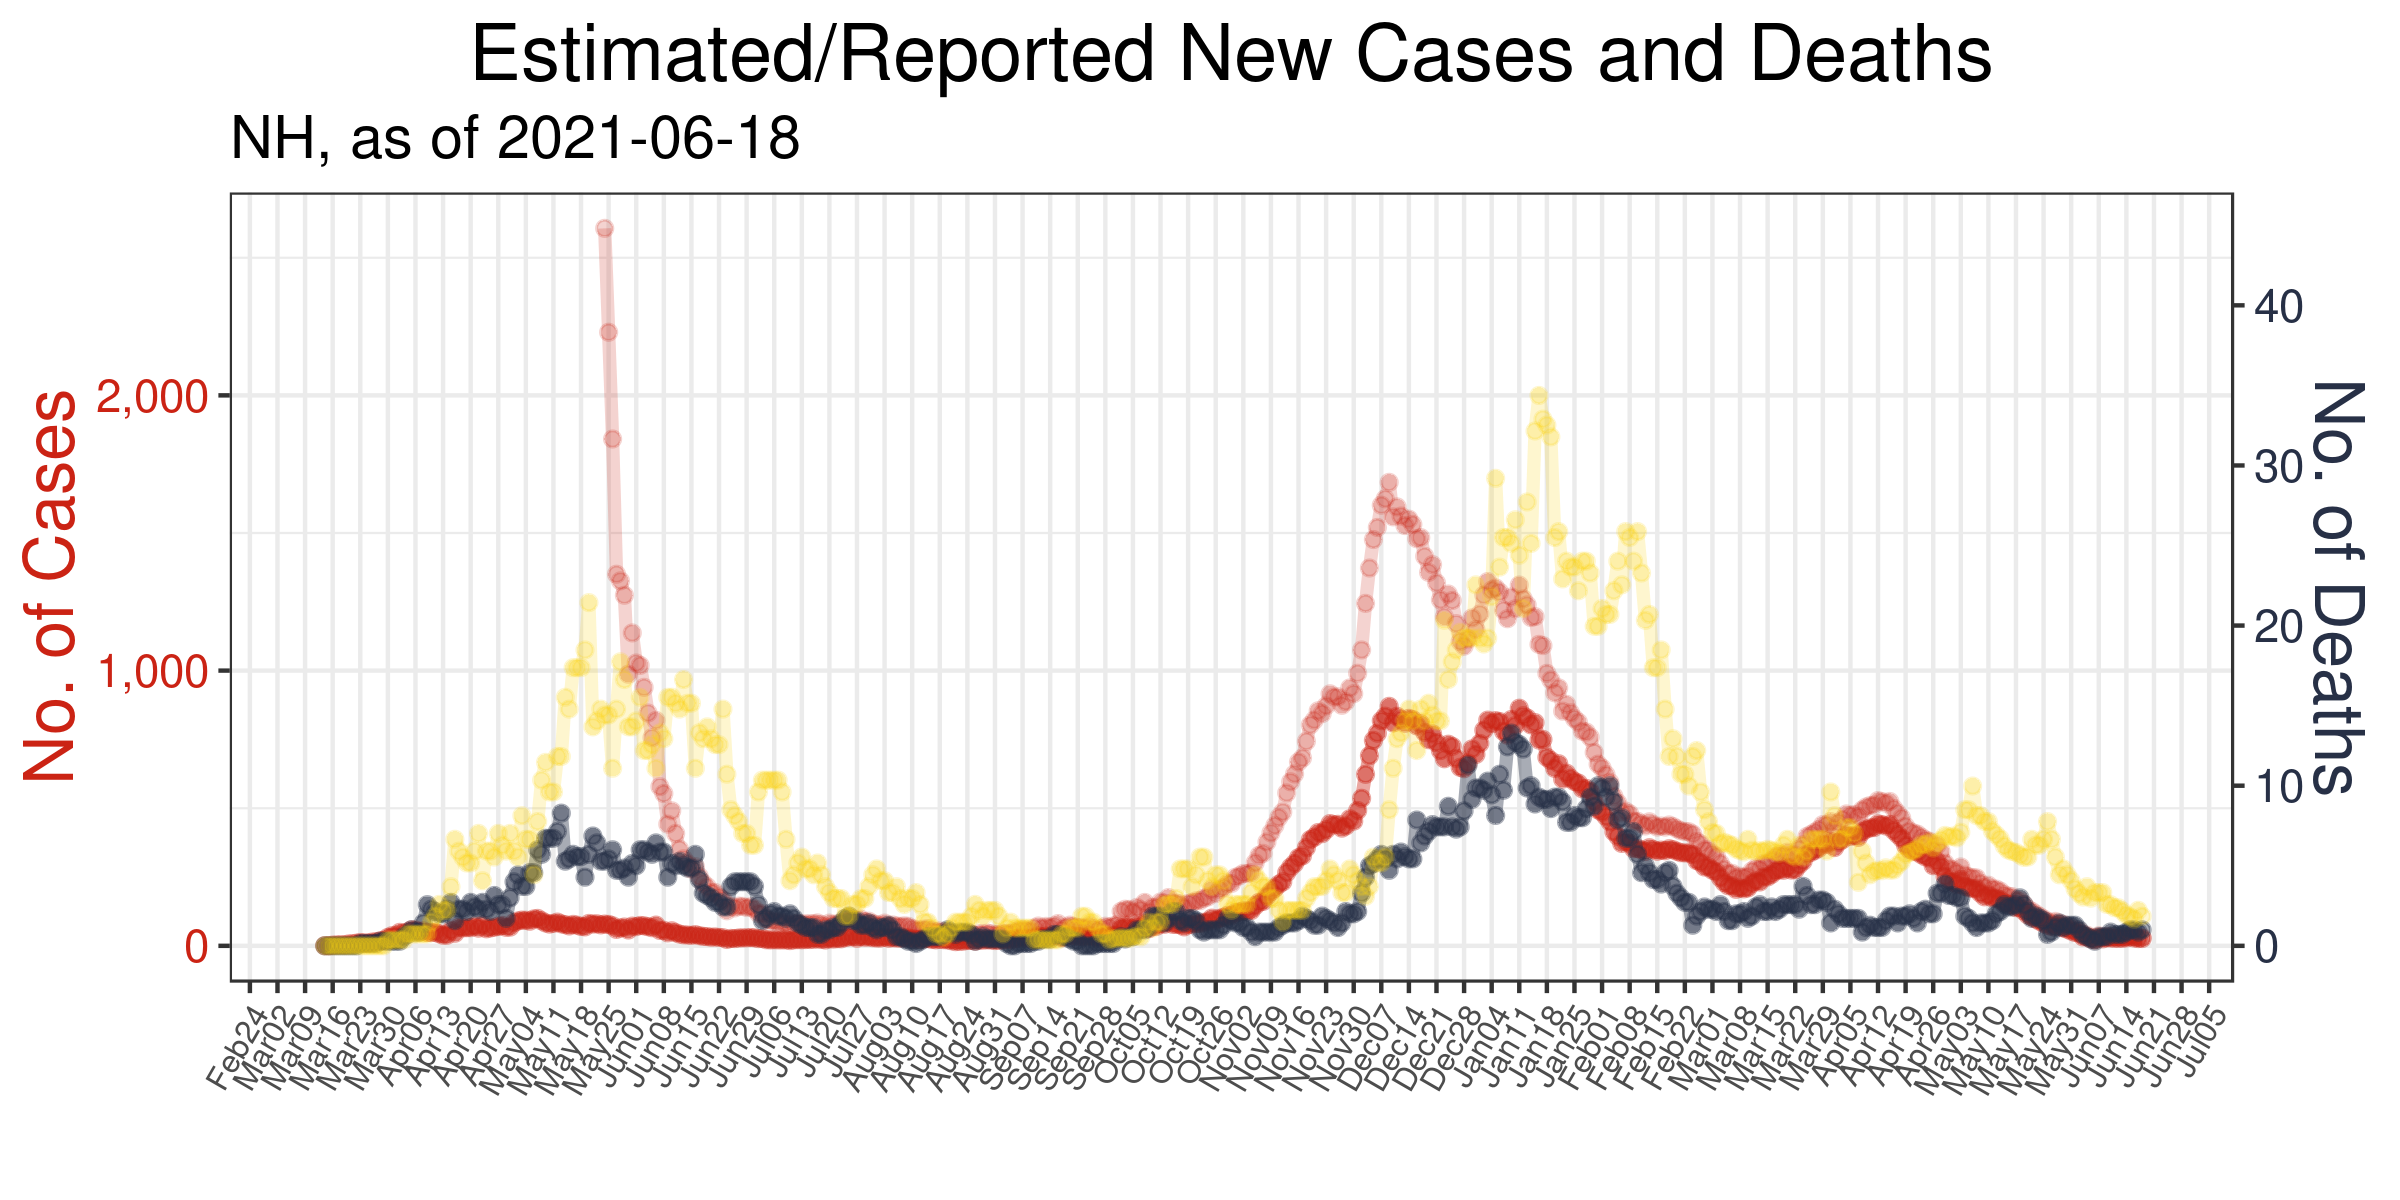 Estimated/Reported New Cases and Deaths
NH, as of 2021-06-18
No. of Cases
2,000
1,000
0
40
30
20
10
0
No. of Deaths
Feb24
Mar02
Mar09
Mar16
Mar23
Mar30
Apr06
Apr13
Apr20
Apr27
May04
May11
May18
May25
Jun01
Jun08
Jun15
Jun22
Jun29
Jul06
Jul13
Jul20
Jul27
Aug03
Aug10
Aug17
Aug24
Aug31
Sep07
Sep14
Sep21
Sep28
Oct05
Oct12
Oct19
Oct26
Nov02
Nov09
Nov16
Nov23
Nov30
Dec07
Dec14
Dec21
Dec28
Jan04
Jan11
Jan18
Jan25
Feb01
Feb08
Feb15
Feb22
Mar01
Mar08
Mar15
Mar22
Mar29
Apr05
Apr12
Apr19
Apr26
May03
May10
May17
May24
May31
Jun07
Jun14
Jun21
Jun28
Jul05